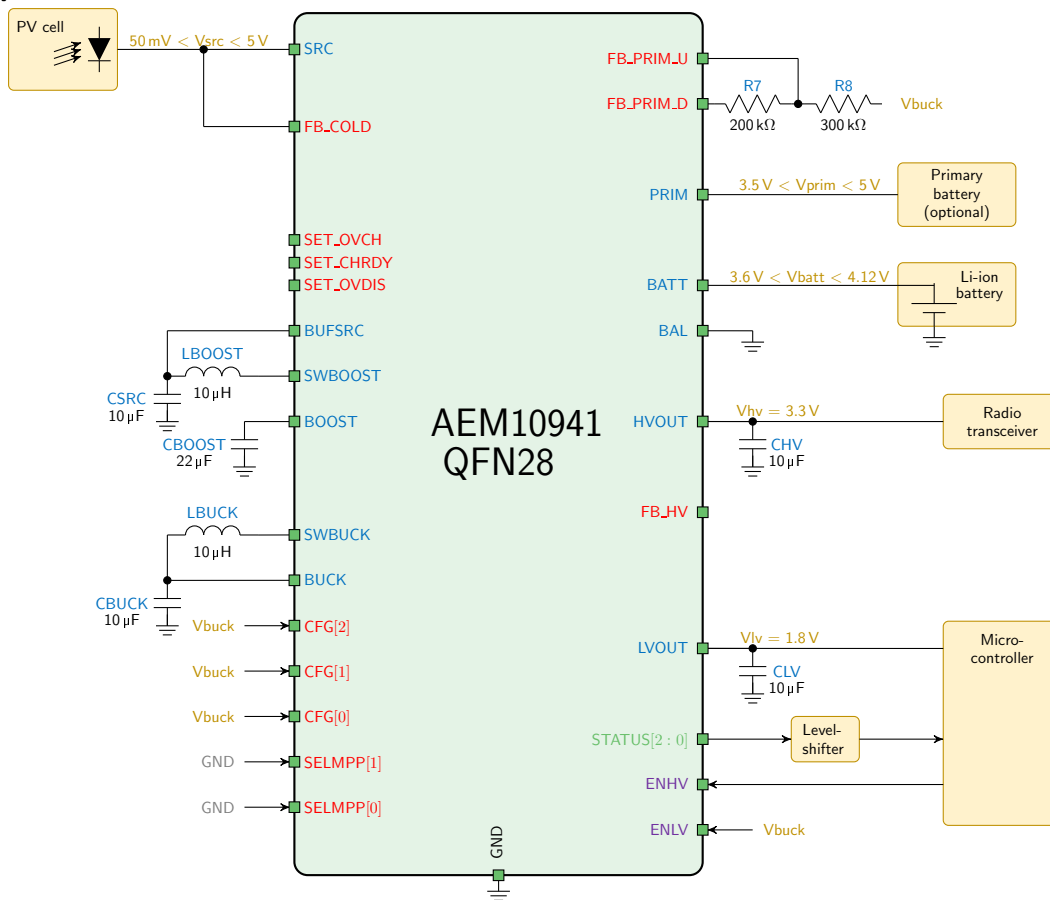 PV cell
50 mV < Vsrc < 5 V
SRC
FB_COLD
SET_OVCH
SET_CHRDY
SET_OVDIS
BUFSRC
LBOOST
10 µH
SWBOOST
CSRC
10 µF
BOOST
CBOOST
22 µF
LBUCK
10 µH
SWBUCK
BUCK
CBUCK
10 µF
Vbuck
CFG[2]
Vbuck
CFG[1]
Vbuck
CFG[0]
GND
SELMPP[1]
GND
SELMPP[0]
AEM10941
QFN28
GND
FB_PRIM_U
FB_PRIM_D
R7
200 kΩ
R8
300 kΩ
Vbuck
PRIM
3.5 V < Vprim < 5 V
Primary
battery
(optional)
BATT
3.6 V < Vbatt < 4.12 V
Li-ion
battery
BAL
HVOUT
Vhv = 3.3 V
CHV
10 µF
Radio
transceiver
FB_HV
LVOUT
Vlv = 1.8 V
CLV
10 µF
Micro-
controller
STATUS[2 : 0]
Level-
shifter
ENHV
ENLV
Vbuck